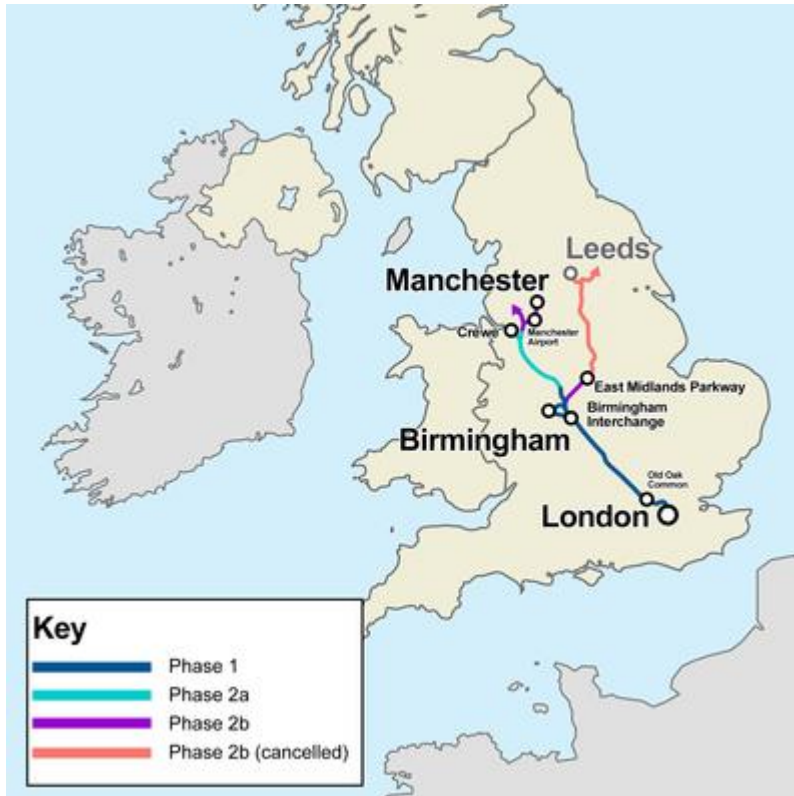 Leeds
Manchester
Crewe
Manchester
Airport
East Midlands Parkway
Birmingham
Interchange
Birmingham
Old Oak
Common
London
Key
Phase 1
Phase 2a
Phase 2b
Phase 2b (cancelled)